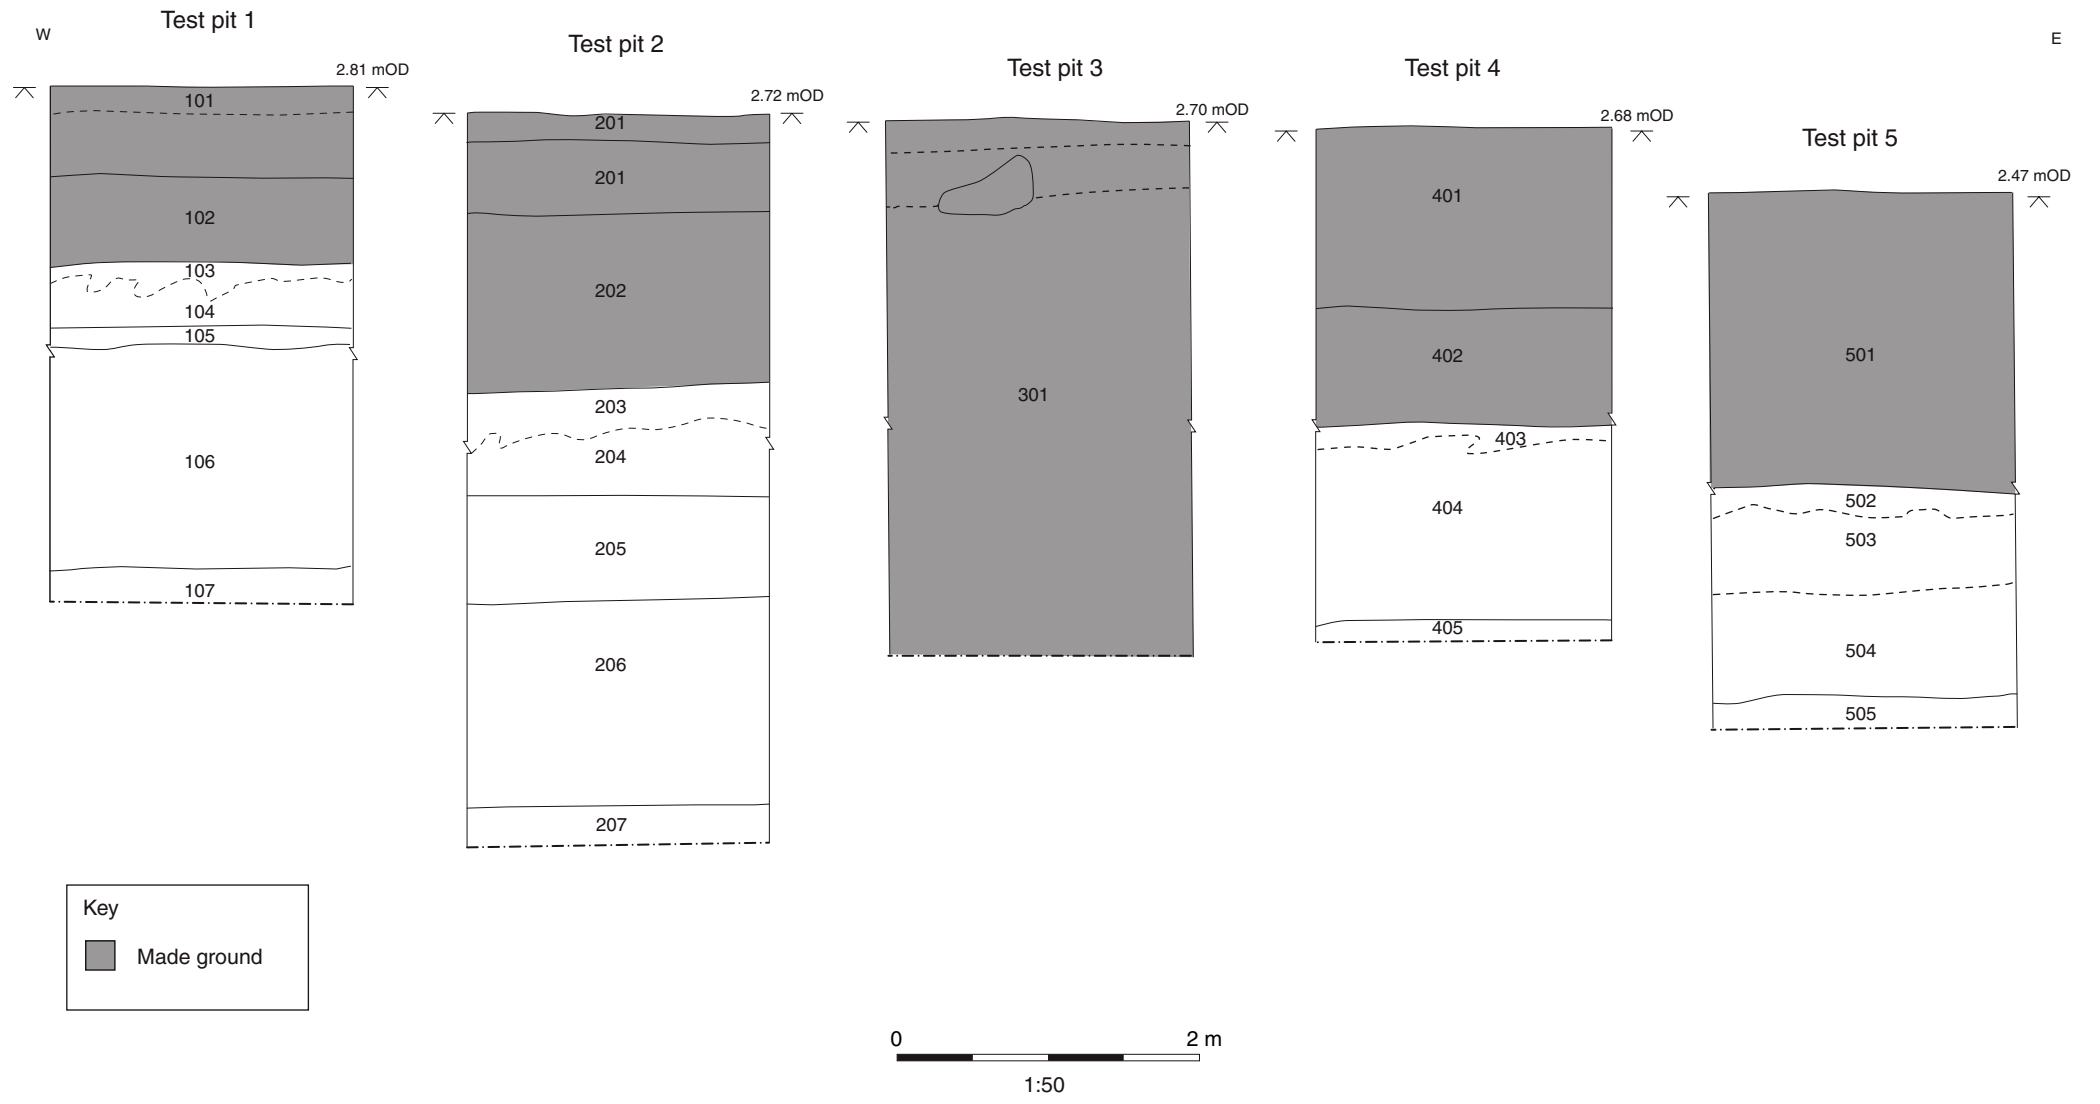 W
E
Test pit 1
2.81 mOD
101
102
103
104
105
106
107
Test pit 2
2.72 mOD
201
201
202
203
204
205
206
207
Test pit 3
2.70 mOD
301
Test pit 4
2.68 mOD
401
402
403
404
405
Test pit 5
2.47 mOD
501
502
503
504
505
Key
Made ground
0 2 m
1:50